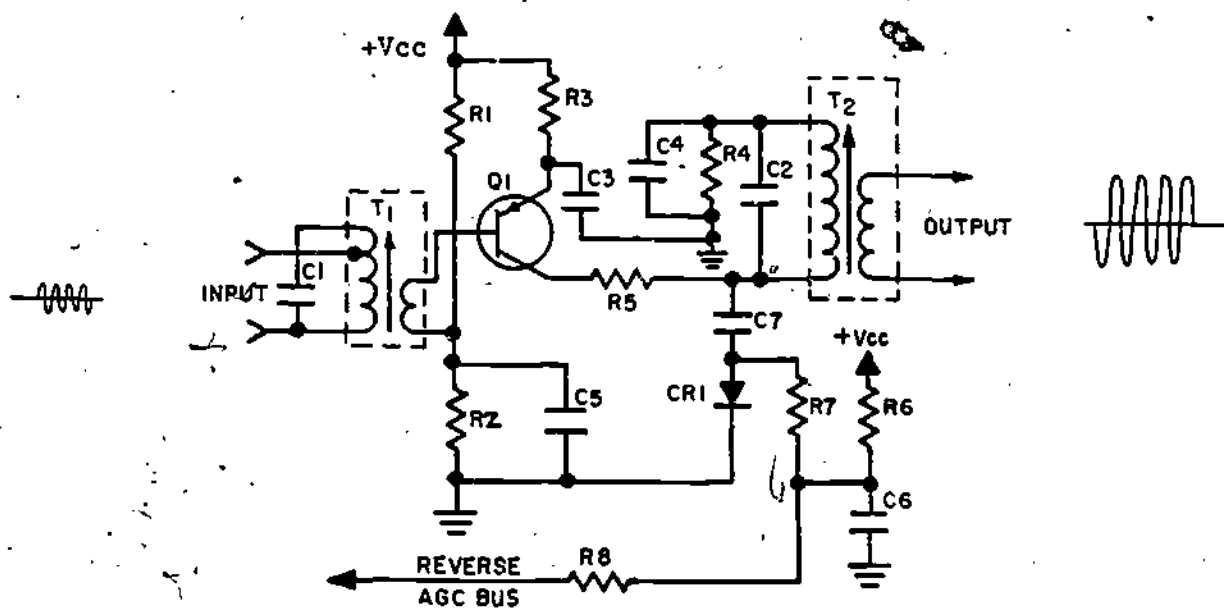 +Vcc
R1
R3
T2
C4
R4
C2
Q1
C3
T1
OUTPUT
C1
INPUT
R5
C7
+Vcc
CR1
R7
R6
R2
C5
C6
REVERSE
R8
AGC BUS